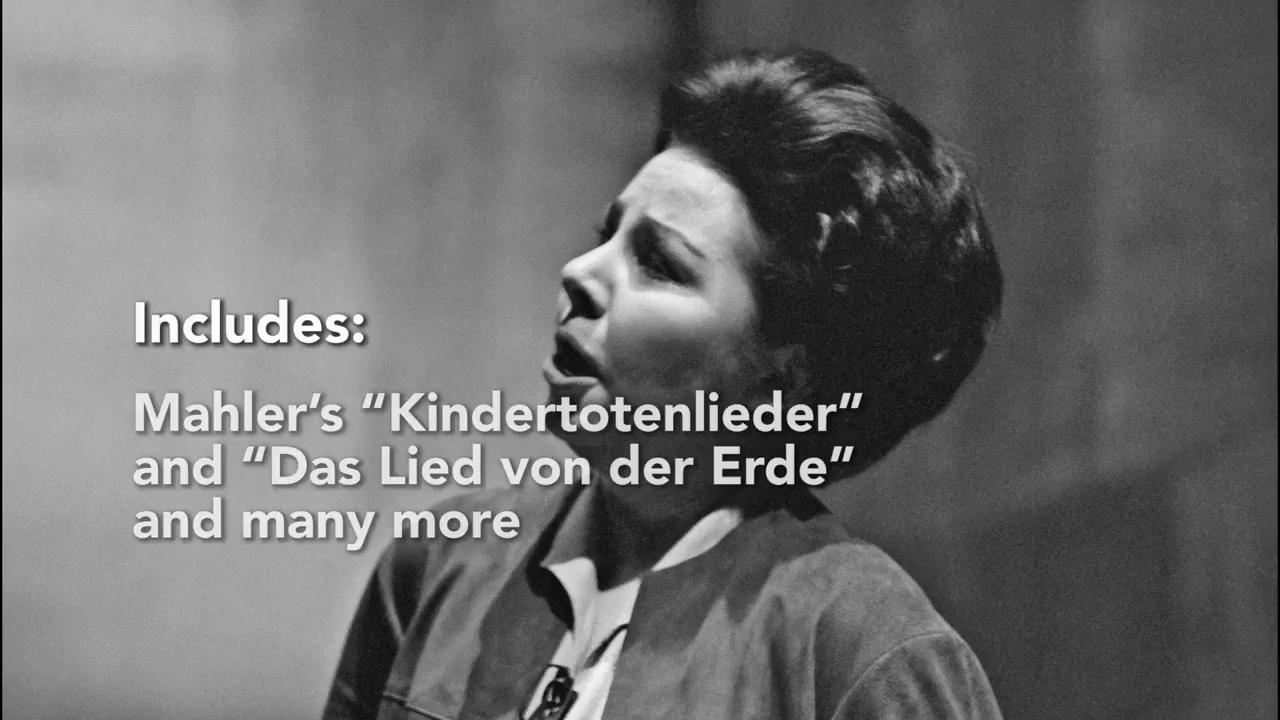 Includes:
Mahler’s “Kindertotenlieder”
and “Das Lied von der Erde”
and many more